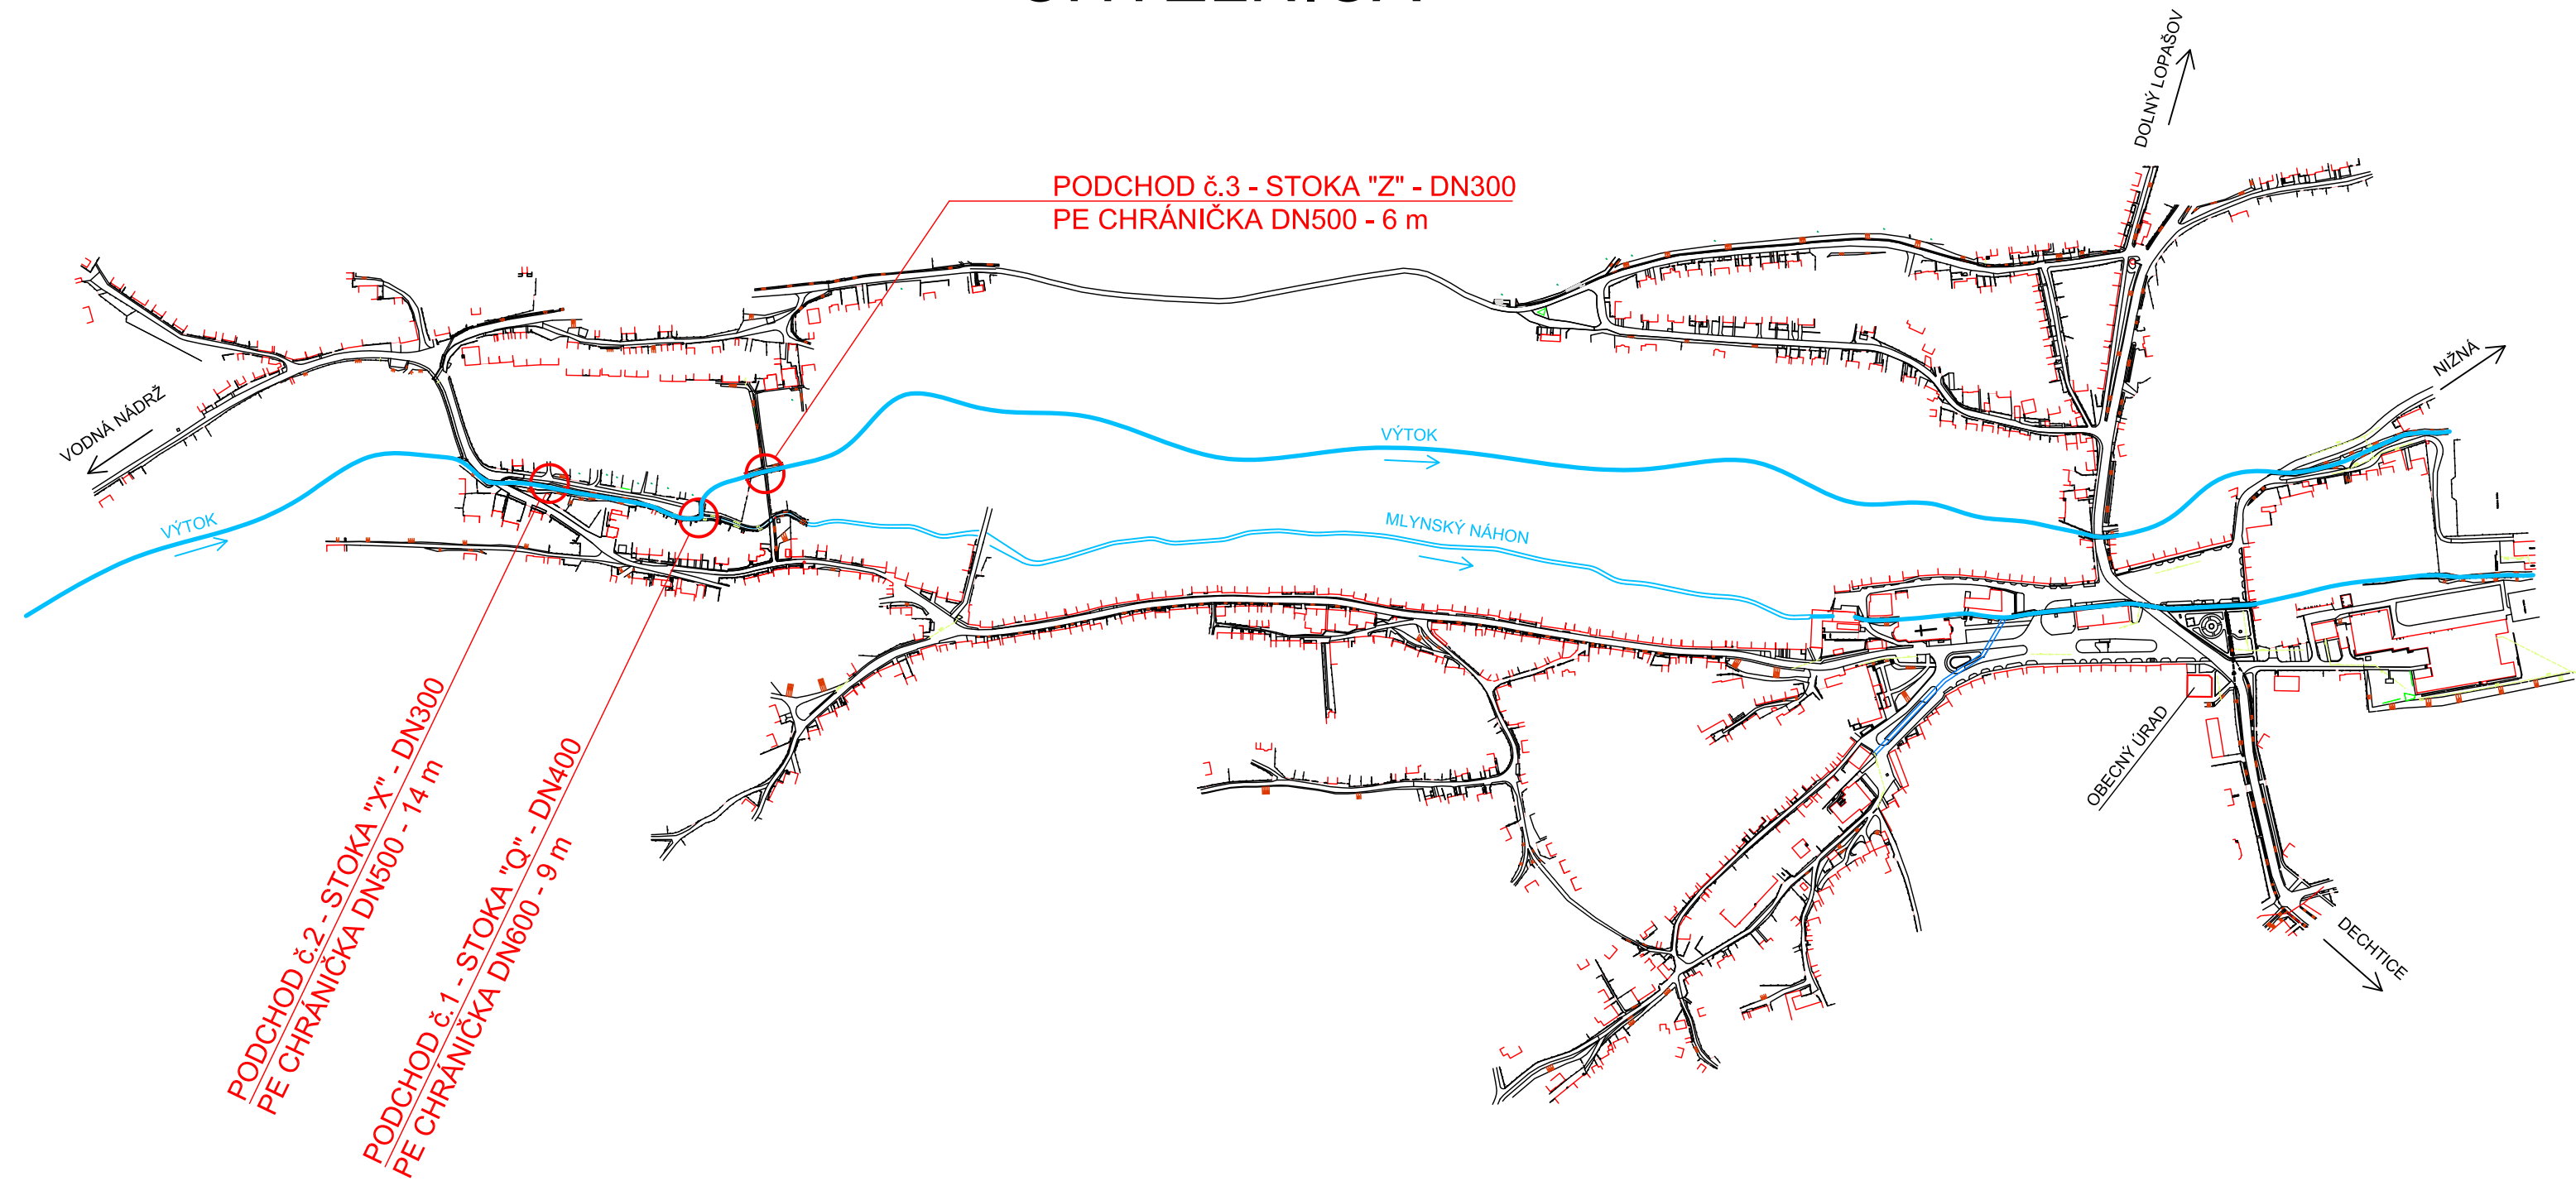 DOLNÝ LOPAŠOV
PODCHOD č.3 - STOKA "Z" - DN300
PE CHRÁNIČKA DN500 - 6 m
NIŽNÁ
VODNÁ NÁDRŽ
VÝTOK
VÝTOK
MLYNSKÝ NÁHON
OBECNÝ ÚRAD
DECHTICE
PODCHOD č.2 - STOKA "X" - DN300
PE CHRÁNIČKA DN500 - 14 m
PODCHOD č.1 - STOKA "Q" - DN400
PE CHRÁNIČKA DN600 - 9 m